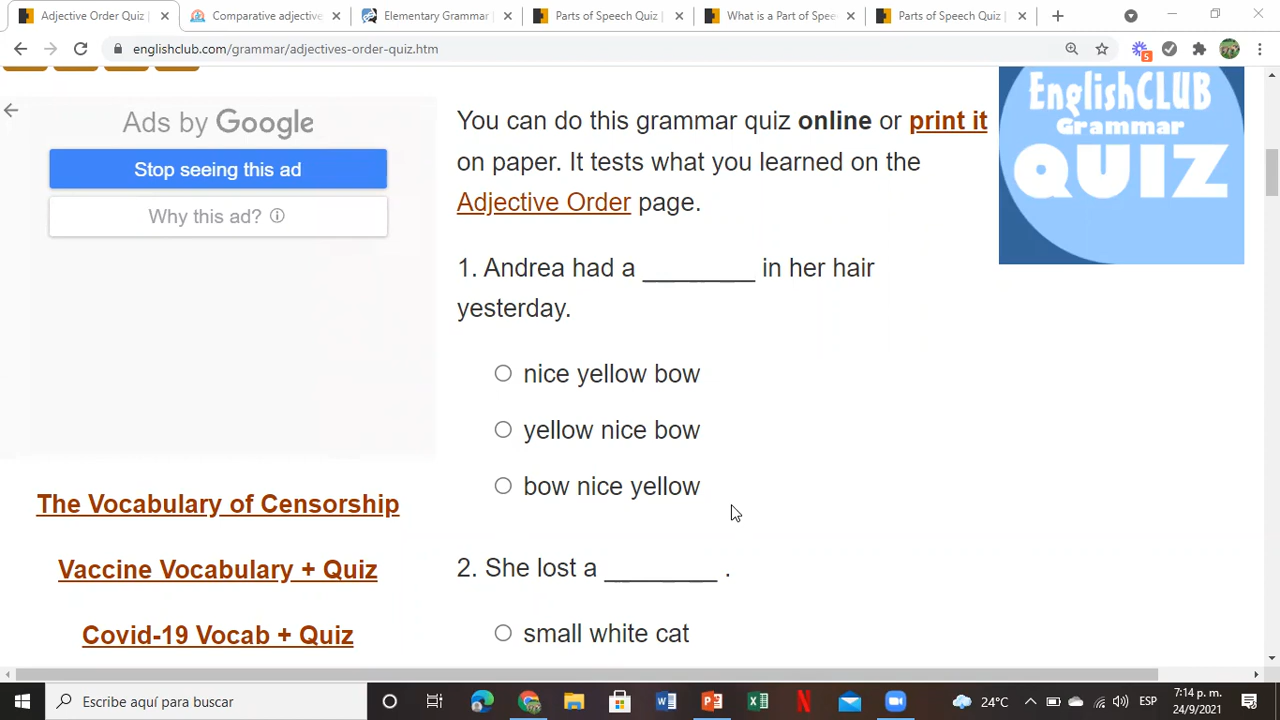 Adjective Order Quiz |
Comparative adjective
Elementary Grammar |
Parts of Speech Quiz |
What is a Part of Spee
Parts of Speech Quiz |
englishclub.com/grammar/adjectives-order-quiz.htm
5
Ads by Google
Stop seeing this ad
Why this ad?
The Vocabulary of Censorship
Vaccine Vocabulary + Quiz
Covid-19 Vocab + Quiz
You can do this grammar quiz online or print it
on paper. It tests what you learned on the
Adjective Order page.
EnglishCLUB
Grammar
QUIZ
1. Andrea had a ________ in her hair
yesterday.
nice yellow bow
yellow nice bow
bow nice yellow
2. She lost a ________ .
small white cat
Escribe aquí para buscar
24°C
ESP
7:14 p. m.
24/9/2021